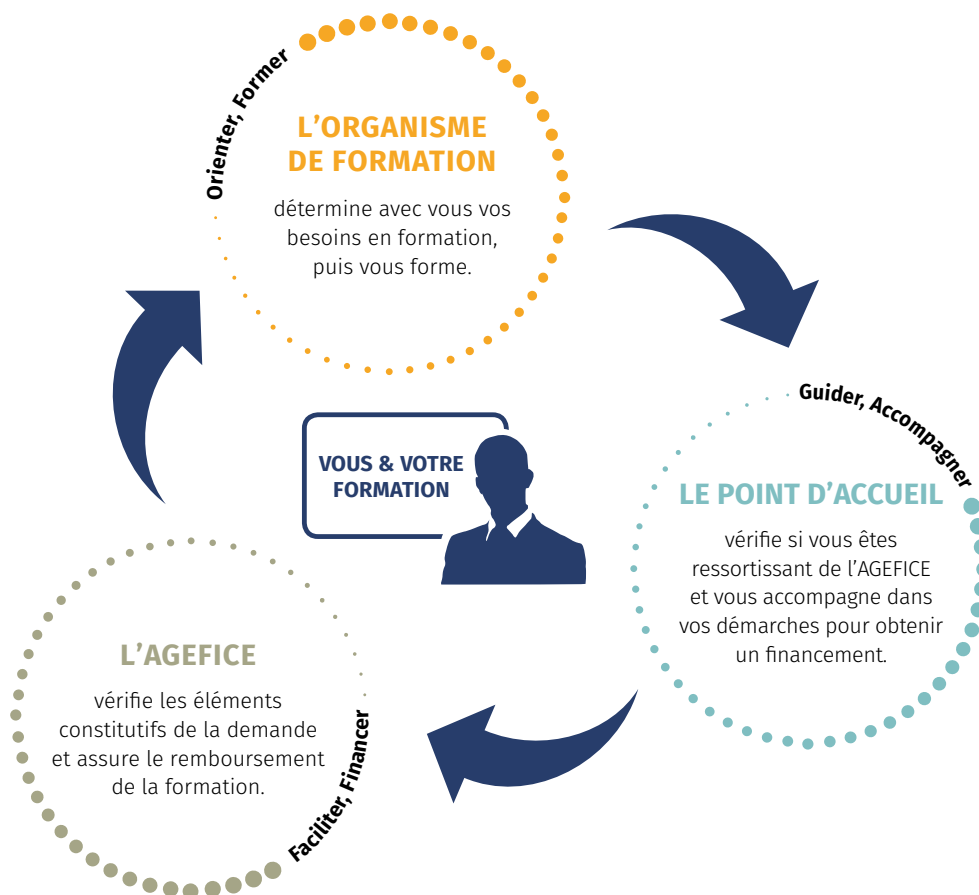 Orienter, Former
L'ORGANISME
DE FORMATION
détermine avec vous vos
besoins en formation,
puis vous forme.
Guider, Accompagner
LE POINT D'ACCUEIL
vérifie si vous êtes
ressortissant de l'AGEFICE
et vous accompagne dans
vos démarches pour obtenir
un financement.
VOUS & VOTRE
FORMATION
L'AGEFICE
vérifie les éléments
constitutifs de la demande
et assure le remboursement
de la formation.
Faciliter, Financer